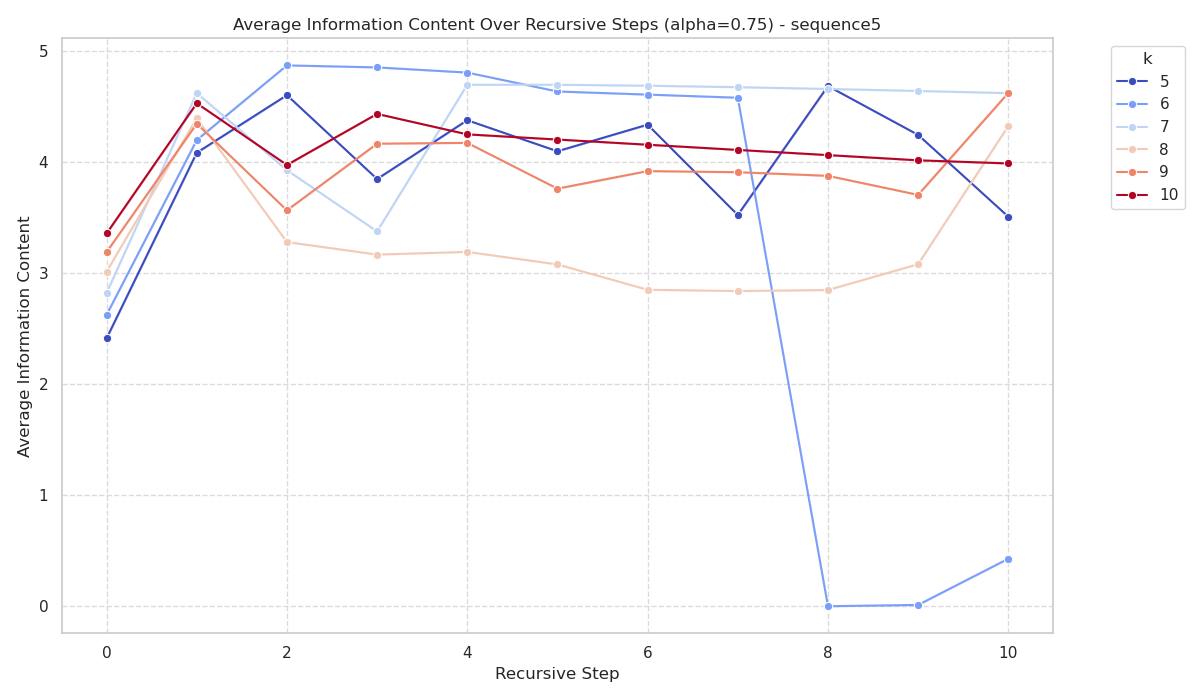 Average Information Content Over Recursive Steps (alpha=0.75) - sequence5
k
5
6
7
8
9
10
Average Information Content
5
4
3
2
1
0
0 2 4 6 8 10
Recursive Step